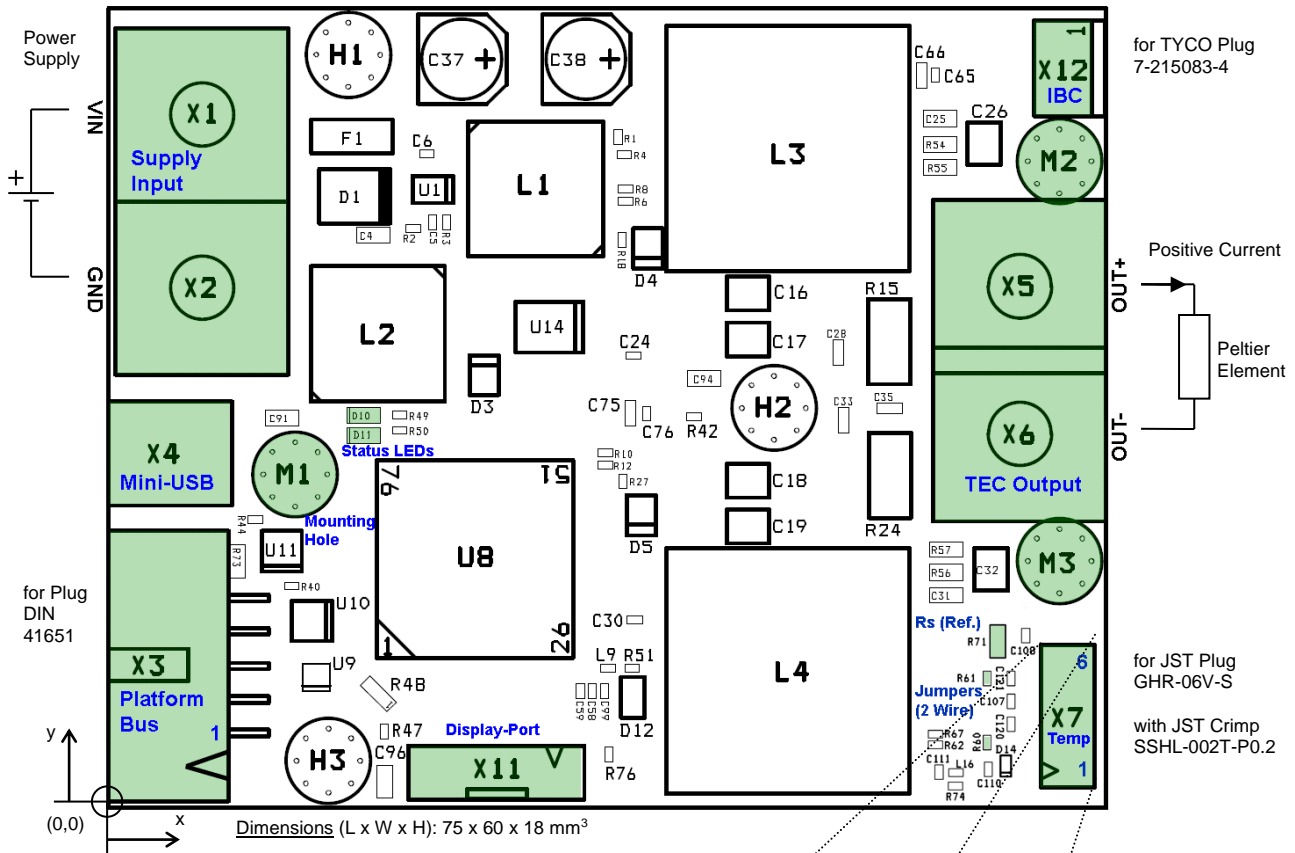 Power
Supply
VIN
+
GND
X1
Supply
Input
X2
H1
C37
+
C38
+
F1
C6
D1
U1
C4
R2
C5
R3
L1
R1
R4
R8
R6
R18
D4
L3
C66
C65
C25
R54
R55
C26
1
X12
IBC
for TYCO Plug
7-215083-4
M2
L2
U14
D3
C24
C16
C17
R15
C28
X5
OUT+
Positive Current
Peltier
Element
C94
C75
C76
R42
H2
C33
C35
X6
OUT-
TEC Output
X4
Mini-USB
C91
D10
R49
D11
R50
Status LEDs
M1
Mounting
Hole
76
51
U8
1
26
R10
R12
R27
D5
C18
C19
R24
R44
U11
R73
R40
U10
U9
for Plug
DIN
41651
X3
Platform
Bus
1
R48
R47
C96
H3
Display-Port
X11
C30
L9
R51
C59
C58
C99
D12
R76
L4
R57
R56
C31
C32
M3
Rs (Ref.)
R71
C108
R61
C121
C107
Jumpers
(2 Wire)
R67
R62
R60
C120
D14
C111
L16
R74
C110
6
X7
Temp
1
for JST Plug
GHR-06V-S
with JST Crimp
SSHL-002T-P0.2
y
(0,0)
x
Dimensions (L x W x H): 75 x 60 x 18 mm³